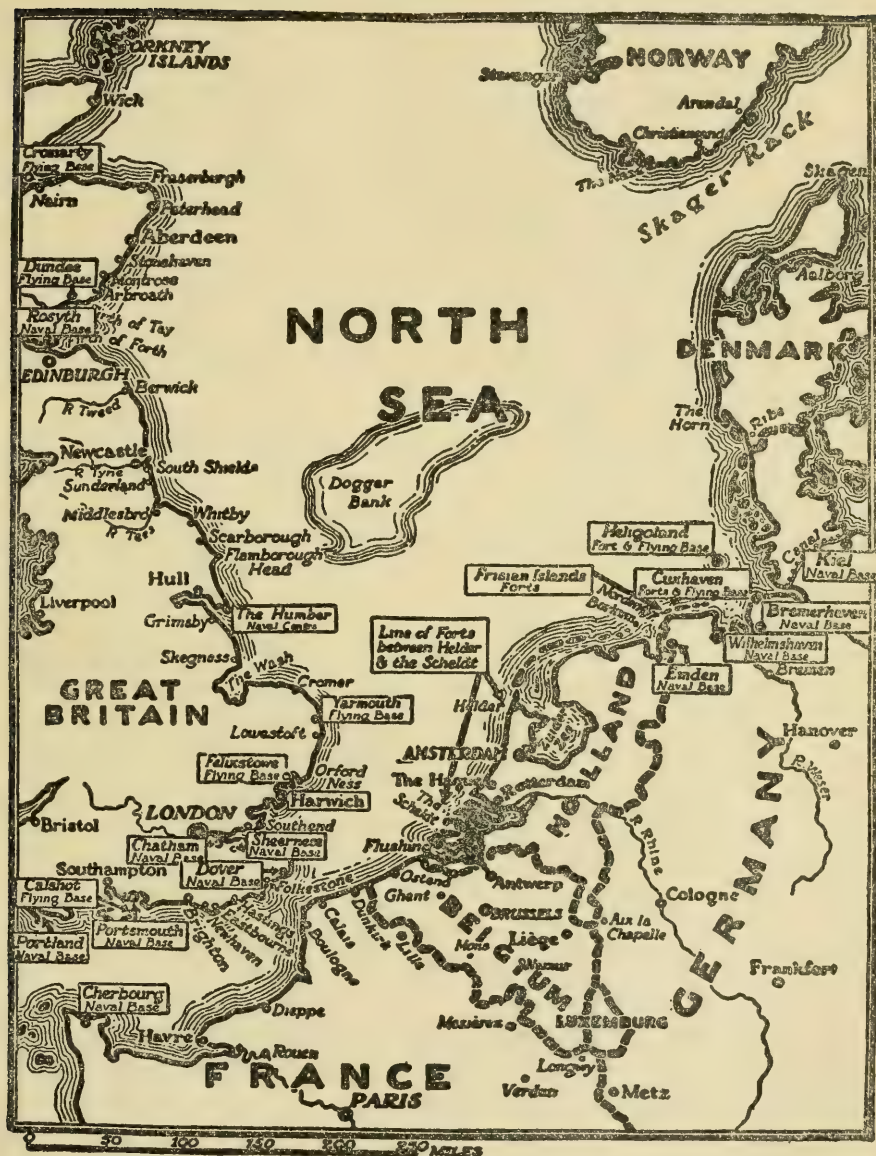 ORKNEY
ISLANDS
Wick
Cromarty
Flying Base
Nairn
Fraserburgh
Peterhead
Aberdeen
Stonehaven
Montrose
Arbroath
Dundee
Flying Base
Rosyth
Naval Base
Firth of Tay
Firth of Forth
EDINBURGH
Berwick
R Tweed
Newcastle
R Tyne
South Shields
Sunderland
Middlesbro
R Tees
Whitby
Scarborough
Flamborough
Head
Hull
Liverpool
Grimsby
The Humber
Naval Centre
Skegness
The Wash
Cromer
GREAT
BRITAIN
Yarmouth
Flying Base
Lowestoft
Felixstowe
Flying Base
Orford
Ness
Harwich
LONDON
Southend
Bristol
Chatham
Naval Base
Sheerness
Naval Base
Dover
Naval Base
Southampton
Folkestone
Calshot
Flying Base
Portland
Naval Base
Portsmouth
Naval Base
Brighton
Newhaven
Eastbourn
Hastings
NORTH
SEA
Dogger
Bank
NORWAY
Stavanger
Arendal
Christiansand
The Naze
Skager Rack
Skagen
Aalborg
DENMARK
The
Horn
Ribe
Heligoland
Fort & Flying Base
Canal
Kiel
Naval Base
Frisian Islands
Forts
Cuxhaven
Forts & Flying Base
Borkum
Bremerhaven
Naval Base
Wilhelmshaven
Naval Base
Bremen
Emden
Naval Base
Line of Forts
between Helder
& the Scheldt
Helder
Zuider
Zee
AMSTERDAM
HOLLAND
Hanover
R. Weser
Rotterdam
The
Scheldt
Flushing
R. Rhine
GERMANY
Ostend
Antwerp
Ghent
BRUSSELS
Cologne
Aix la
Chapelle
BELGIUM
Liège
Mons
Namur
Calais
Dunkirk
Lille
Boulogne
Frankfort
Cherbourg
Naval Base
Dieppe
Mezières
LUXEMBURG
Havre
Rouen
Longwy
FRANCE
Verdun
Metz
PARIS
0 50 100 150 200 250 MILES